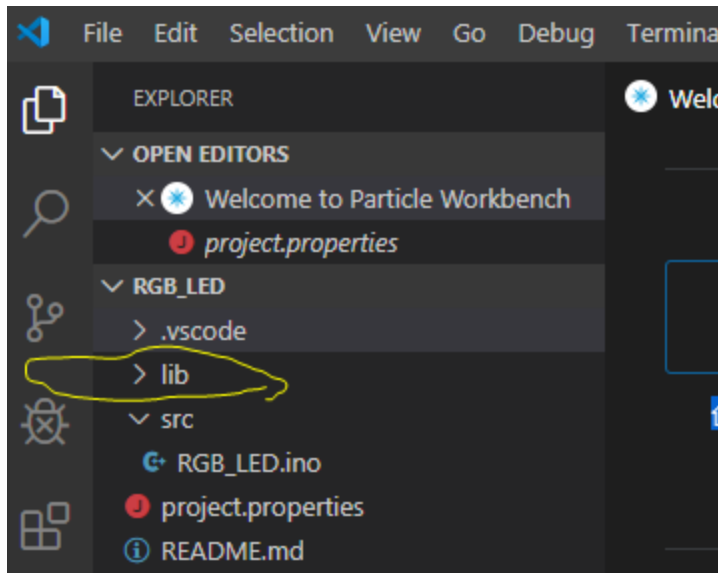 File Edit Selection View Go Debug Termina
EXPLORER
OPEN EDITORS
Welcome to Particle Workbench
project.properties
RGB_LED
.vscode
lib
src
RGB_LED.ino
project.properties
README.md
Welc